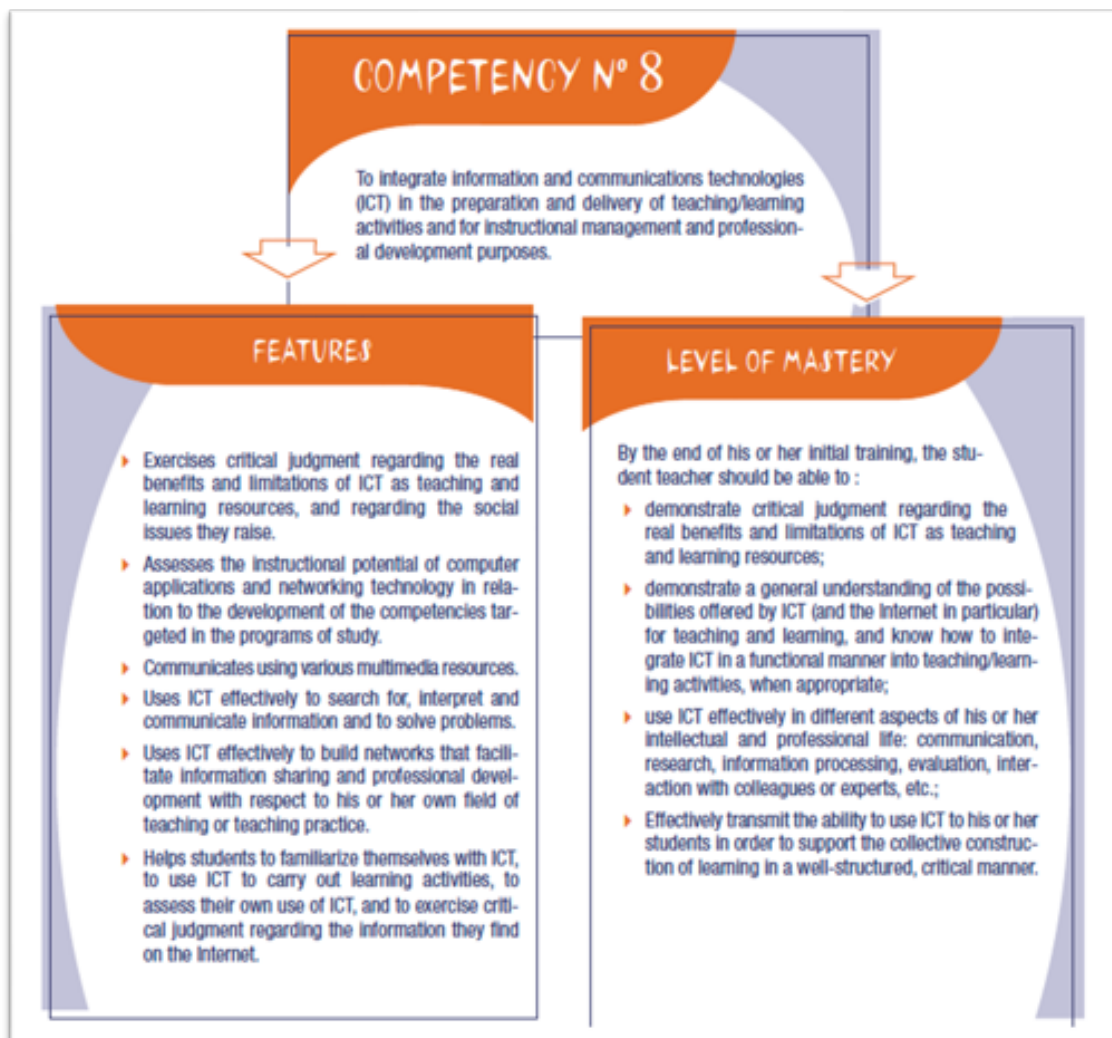 COMPETENCY Nº 8
To integrate information and communications technologies
(ICT) in the preparation and delivery of teaching/learning
activities and for instructional management and profession-
al development purposes.
FEATURES
Exercises critical judgment regarding the real
benefits and limitations of ICT as teaching and
learning resources, and regarding the social
issues they raise.
Assesses the instructional potential of computer
applications and networking technology in rela-
tion to the development of the competencies tar-
geted in the programs of study.
Communicates using various multimedia resources.
Uses ICT effectively to search for, interpret and
communicate information and to solve problems.
Uses ICT effectively to build networks that facili-
tate information sharing and professional devel-
opment with respect to his or her own field of
teaching or teaching practice.
Helps students to familiarize themselves with ICT,
to use ICT to carry out learning activities, to
assess their own use of ICT, and to exercise criti-
cal judgment regarding the information they find
on the Internet.
LEVEL OF MASTERY
By the end of his or her initial training, the stu-
dent teacher should be able to :
demonstrate critical judgment regarding the
real benefits and limitations of ICT as teaching
and learning resources;
demonstrate a general understanding of the possi-
bilities offered by ICT (and the Internet in particular)
for teaching and learning, and know how to inte-
grate ICT in a functional manner into teaching/learn-
ing activities, when appropriate;
use ICT effectively in different aspects of his or her
intellectual and professional life: communication,
research, information processing, evaluation, inter-
action with colleagues or experts, etc.;
Effectively transmit the ability to use ICT to his or her
students in order to support the collective construc-
tion of learning in a well-structured, critical manner.